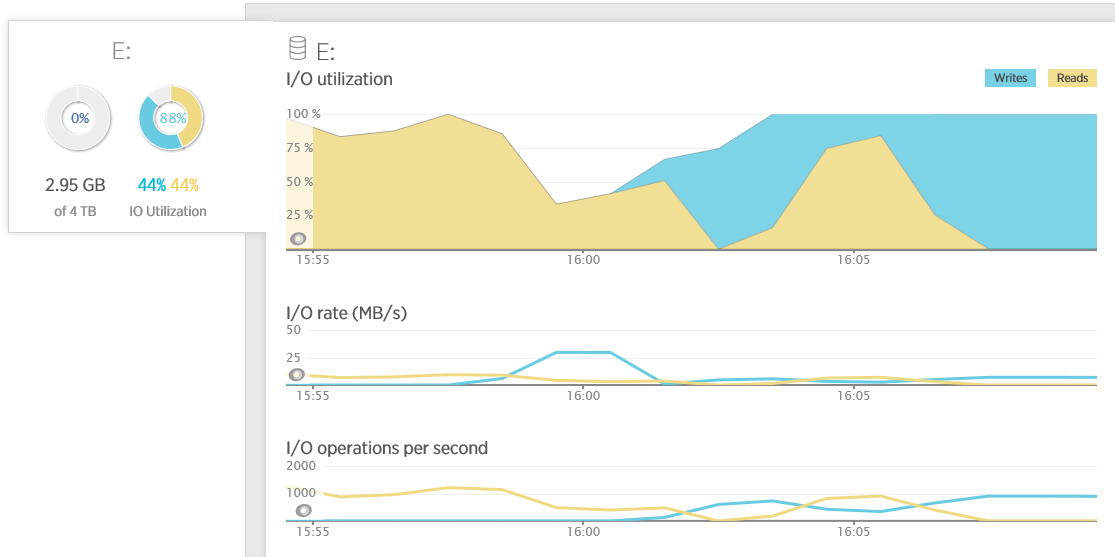 E:
0%
88%
2.95 GB
44% 44%
of 4 TB
IO Utilization
E:
I/O utilization
Writes
Reads
100 %
75 %
50 %
25 %
15:55
16:00
16:05
I/O rate (MB/s)
50
25
15:55
16:00
16:05
I/O operations per second
2000
1000
15:55
16:00
16:05